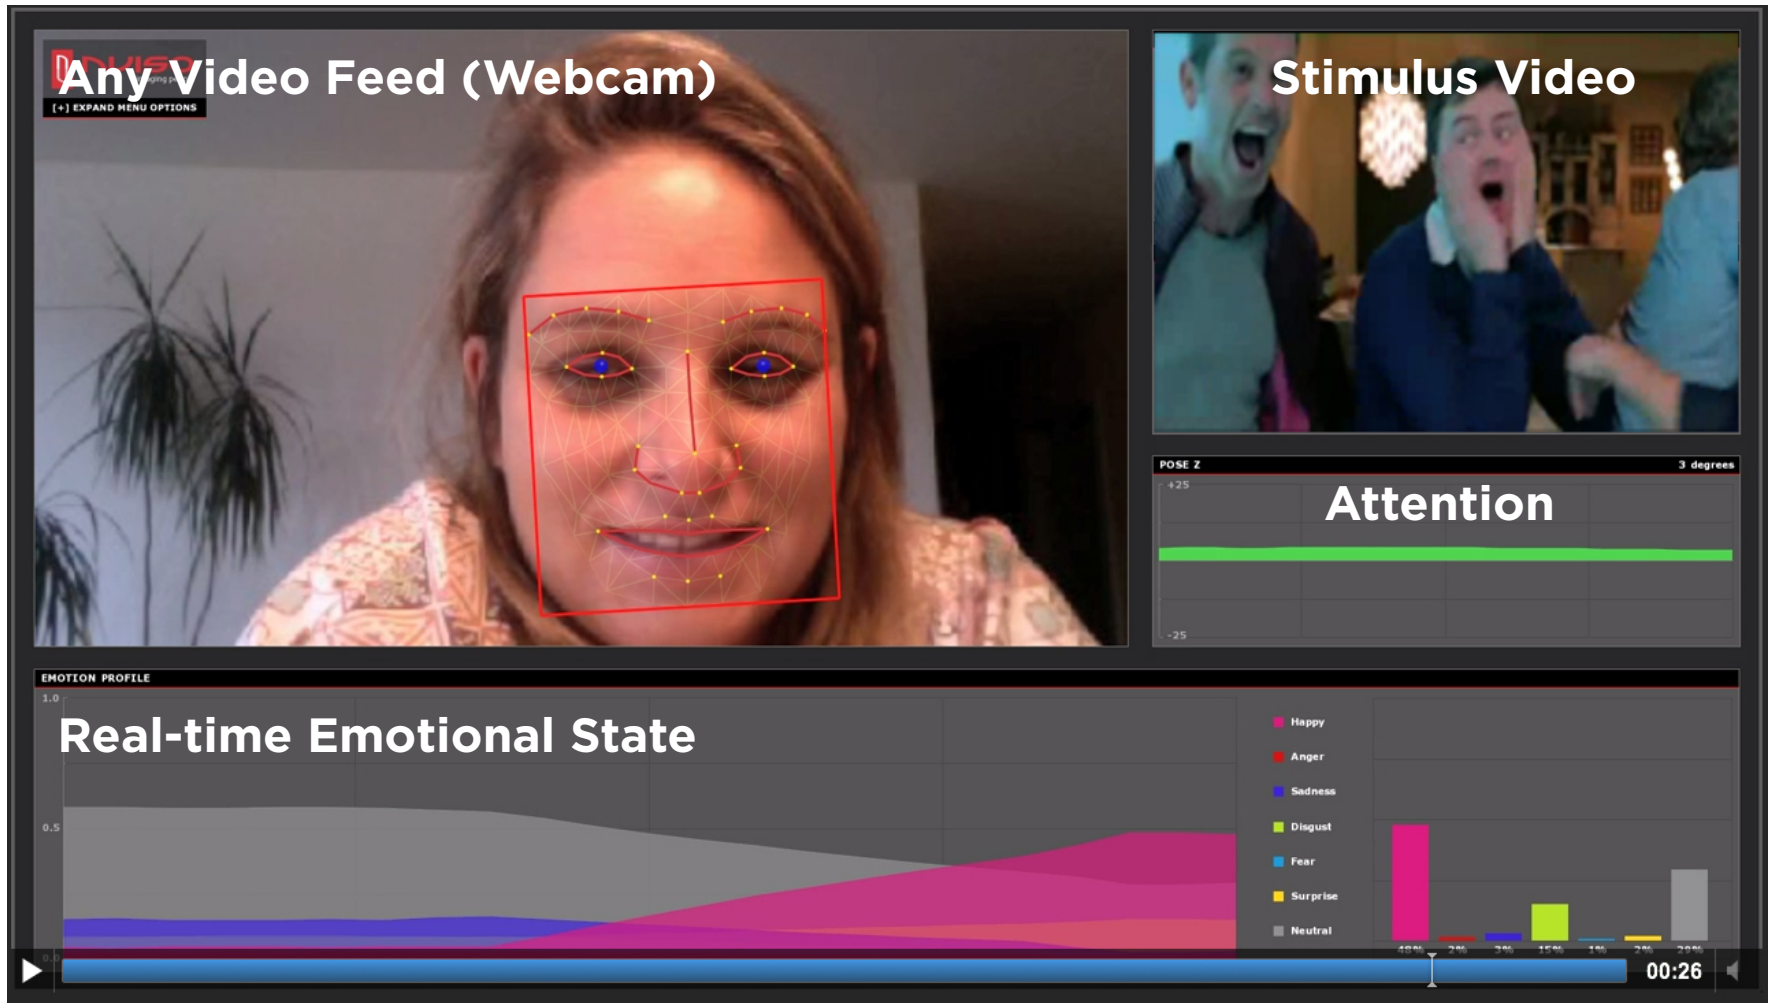 Any Video Feed (Webcam)
[+] EXPAND MENU OPTIONS
Stimulus Video
POSE Z 3 degrees
+25
Attention
-25
EMOTION PROFILE
1.0
Real-time Emotional State
0.5
0.0
Happy
Anger
Sadness
Disgust
Fear
Surprise
Neutral
48% 2% 3% 15% 1% 2% 29%
00:26